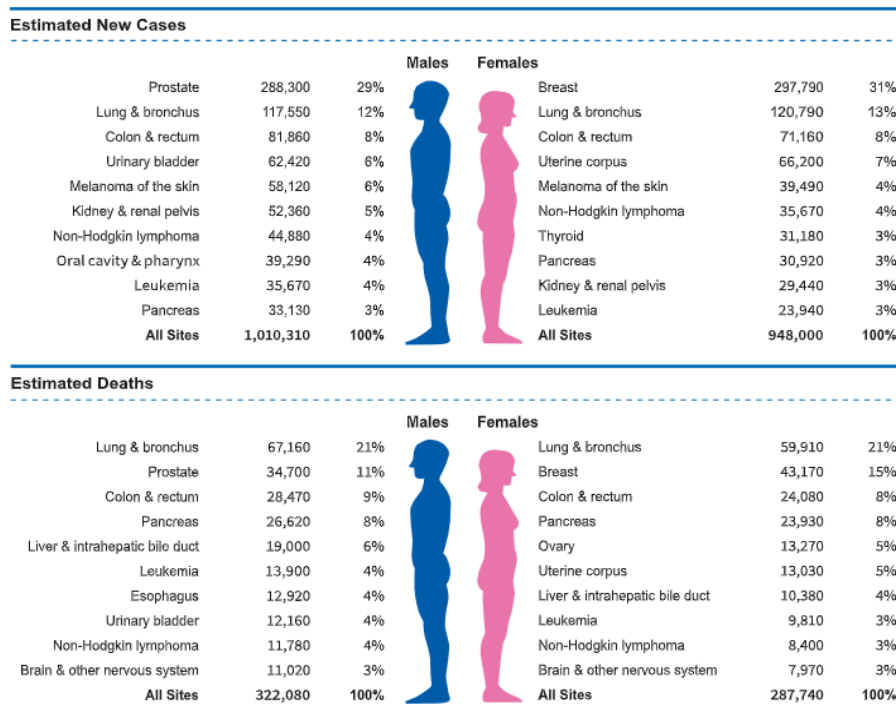 Estimated New Cases
Males Females
Prostate 288,300 29% Breast 297,790 31%
Lung & bronchus 117,550 12% Lung & bronchus 120,790 13%
Colon & rectum 81,860 8% Colon & rectum 71,160 8%
Urinary bladder 62,420 6% Uterine corpus 66,200 7%
Melanoma of the skin 58,120 6% Melanoma of the skin 39,490 4%
Kidney & renal pelvis 52,360 5% Non-Hodgkin lymphoma 35,670 4%
Non-Hodgkin lymphoma 44,880 4% Thyroid 31,180 3%
Oral cavity & pharynx 39,290 4% Pancreas 30,920 3%
Leukemia 35,670 4% Kidney & renal pelvis 29,440 3%
Pancreas 33,130 3% Leukemia 23,940 3%
All Sites 1,010,310 100% All Sites 948,000 100%
Estimated Deaths
Males Females
Lung & bronchus 67,160 21% Lung & bronchus 59,910 21%
Prostate 34,700 11% Breast 43,170 15%
Colon & rectum 28,470 9% Colon & rectum 24,080 8%
Pancreas 26,620 8% Pancreas 23,930 8%
Liver & intrahepatic bile duct 19,000 6% Ovary 13,270 5%
Leukemia 13,900 4% Uterine corpus 13,030 5%
Esophagus 12,920 4% Liver & intrahepatic bile duct 10,380 4%
Urinary bladder 12,160 4% Leukemia 9,810 3%
Non-Hodgkin lymphoma 11,780 4% Non-Hodgkin lymphoma 8,400 3%
Brain & other nervous system 11,020 3% Brain & other nervous system 7,970 3%
All Sites 322,080 100% All Sites 287,740 100%